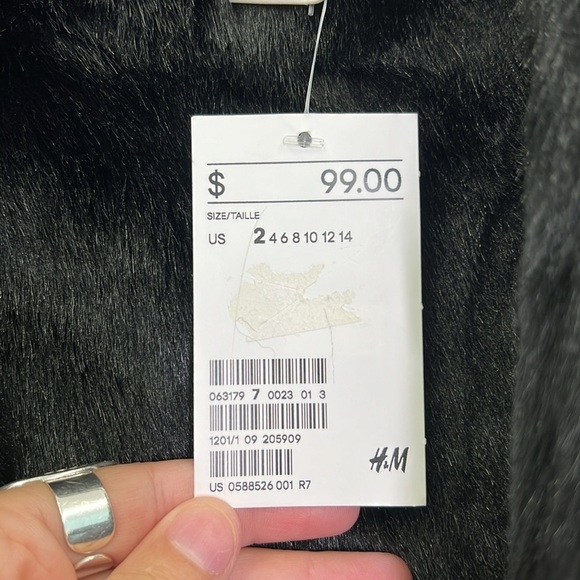 $ 99.00
SIZE/TAILLE
US 2 4 6 8 10 12 14
063179 7 0023 01 3
1201/1 09 205909
H&M
US 0588526 001 R7